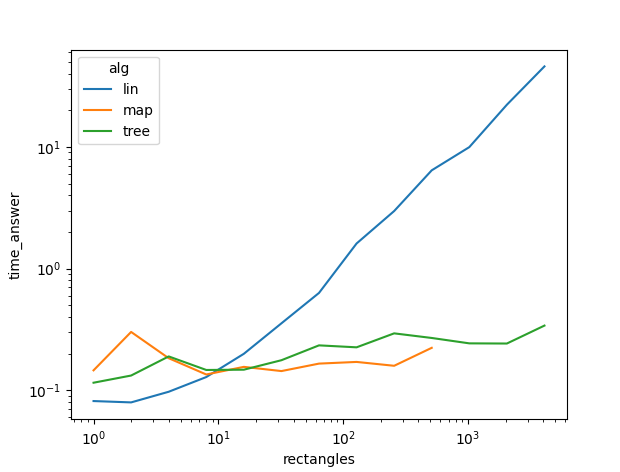 alg
lin
map
tree
time_answer
10¹
10⁰
10⁻¹
10⁰
10¹
10²
10³
rectangles